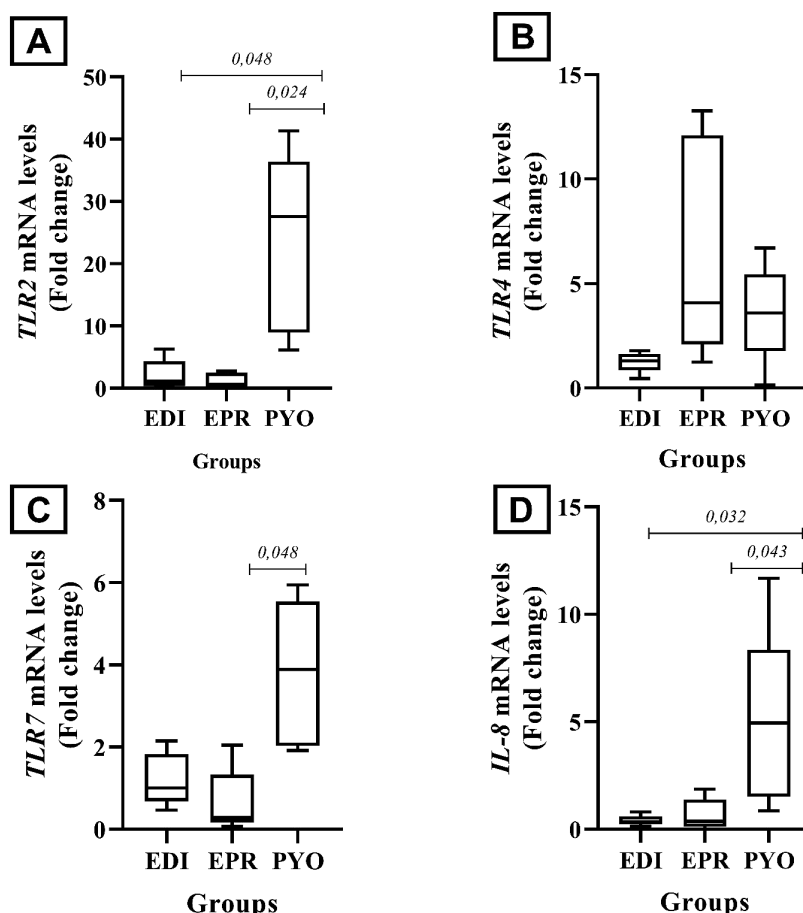 A
TLR2 mRNA levels
(Fold change)
50
40
30
20
10
0
0,048
0,024
EDI EPR PYO
Groups
B
TLR4 mRNA levels
(Fold change)
15
10
5
0
EDI EPR PYO
Groups
C
TLR7 mRNA levels
(Fold change)
8
6
4
2
0
0,048
EDI EPR PYO
Groups
D
IL-8 mRNA levels
(Fold change)
15
10
5
0
0,032
0,043
EDI EPR PYO
Groups